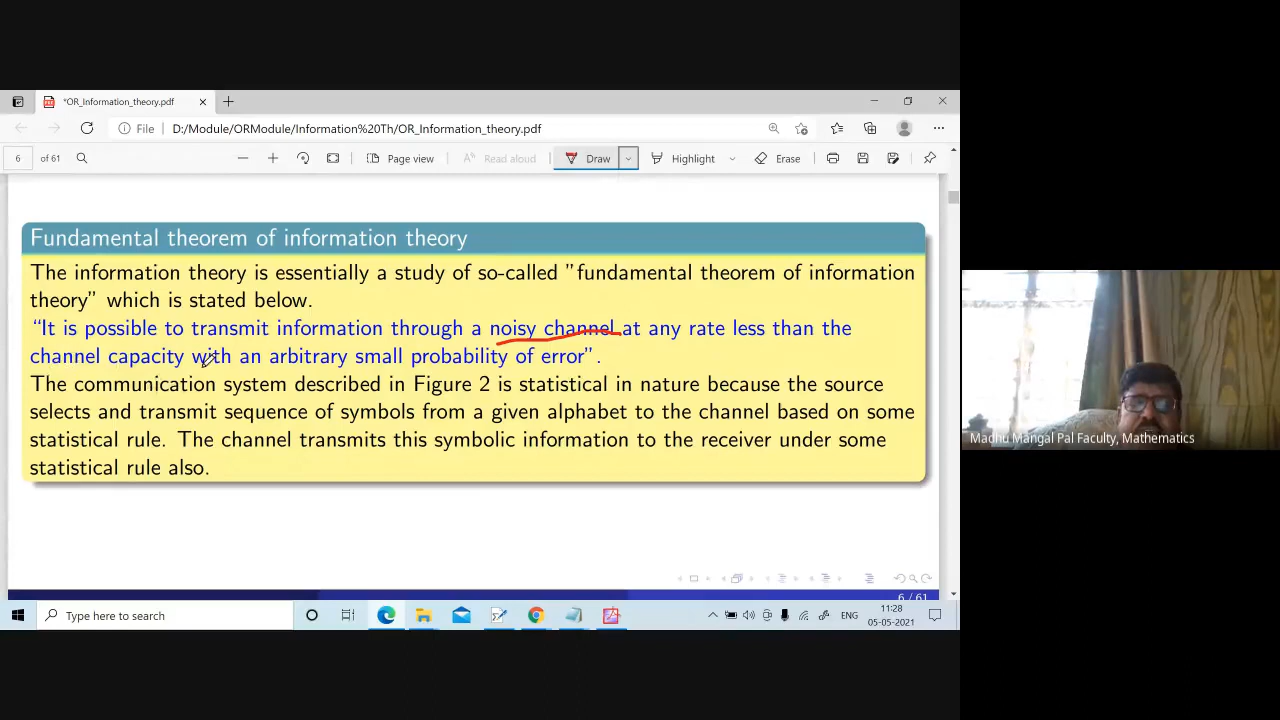 *OR_Information_theory.pdf
File D:/Module/ORModule/Information%20Th/OR_Information_theory.pdf
6 of 61 Page view Read aloud Draw Highlight Erase
Fundamental theorem of information theory
The information theory is essentially a study of so-called "fundamental theorem of information
theory" which is stated below.
“It is possible to transmit information through a noisy channel at any rate less than the
channel capacity with an arbitrary small probability of error”.
The communication system described in Figure 2 is statistical in nature because the source
selects and transmit sequence of symbols from a given alphabet to the channel based on some
statistical rule. The channel transmits this symbolic information to the receiver under some
statistical rule also.
Madhu Mangal Pal Faculty, Mathematics
6 / 61
Type here to search
ENG
11:28
05-05-2021